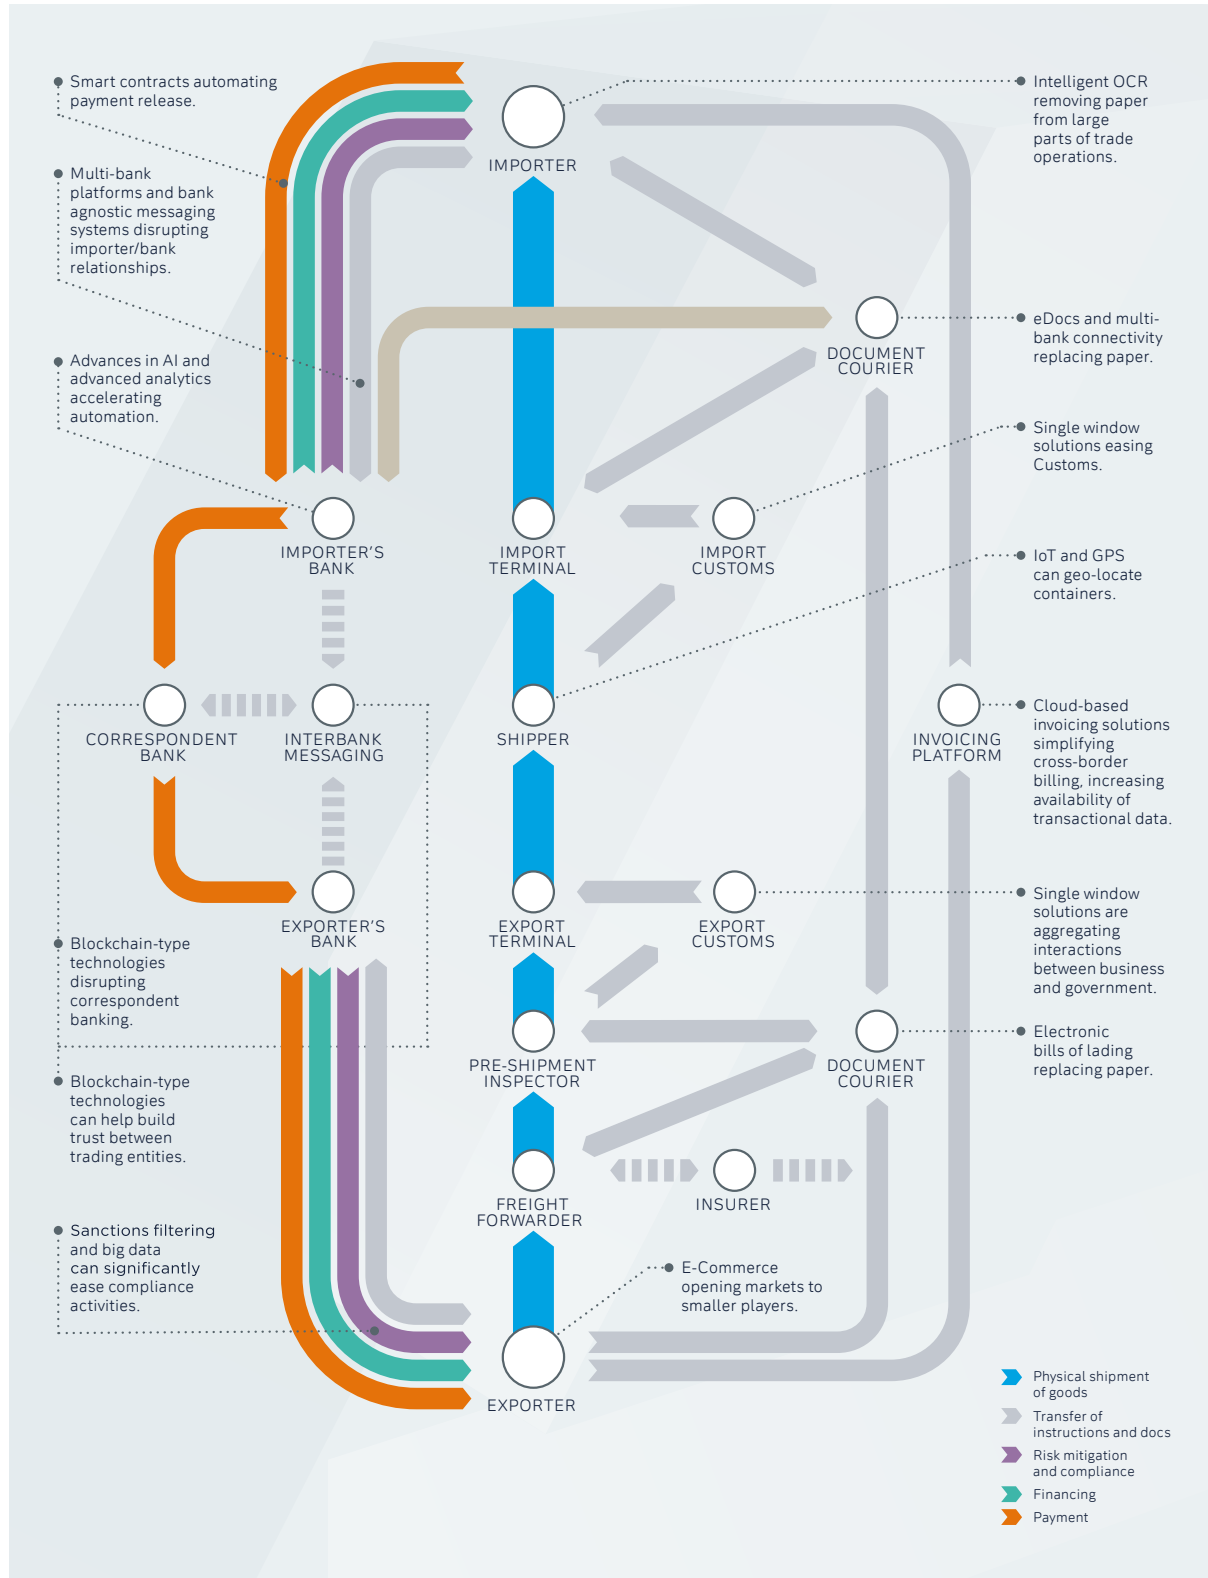 Smart contracts automating
payment release.
Multi-bank
platforms and bank
agnostic messaging
systems disrupting
importer/bank
relationships.
Advances in AI and
advanced analytics
accelerating
automation.
IMPORTER
Intelligent OCR
removing paper
from large
parts of trade
operations.
DOCUMENT
COURIER
eDocs and multi-
bank connectivity
replacing paper.
Single window
solutions easing
Customs.
IMPORTER'S
BANK
IMPORT
TERMINAL
IMPORT
CUSTOMS
IoT and GPS
can geo-locate
containers.
CORRESPONDENT
BANK
INTERBANK
MESSAGING
SHIPPER
INVOICING
PLATFORM
Cloud-based
invoicing solutions
simplifying
cross-border
billing, increasing
availability of
transactional data.
EXPORTER'S
BANK
EXPORT
TERMINAL
EXPORT
CUSTOMS
Single window
solutions are
aggregating
interactions
between business
and government.
Blockchain-type
technologies
disrupting
correspondent
banking.
PRE-SHIPMENT
INSPECTOR
DOCUMENT
COURIER
Electronic
bills of lading
replacing paper.
Blockchain-type
technologies
can help build
trust between
trading entities.
FREIGHT
FORWARDER
INSURER
Sanctions filtering
and big data
can significantly
ease compliance
activities.
E-Commerce
opening markets to
smaller players.
EXPORTER
Physical shipment
of goods
Transfer of
instructions and docs
Risk mitigation
and compliance
Financing
Payment